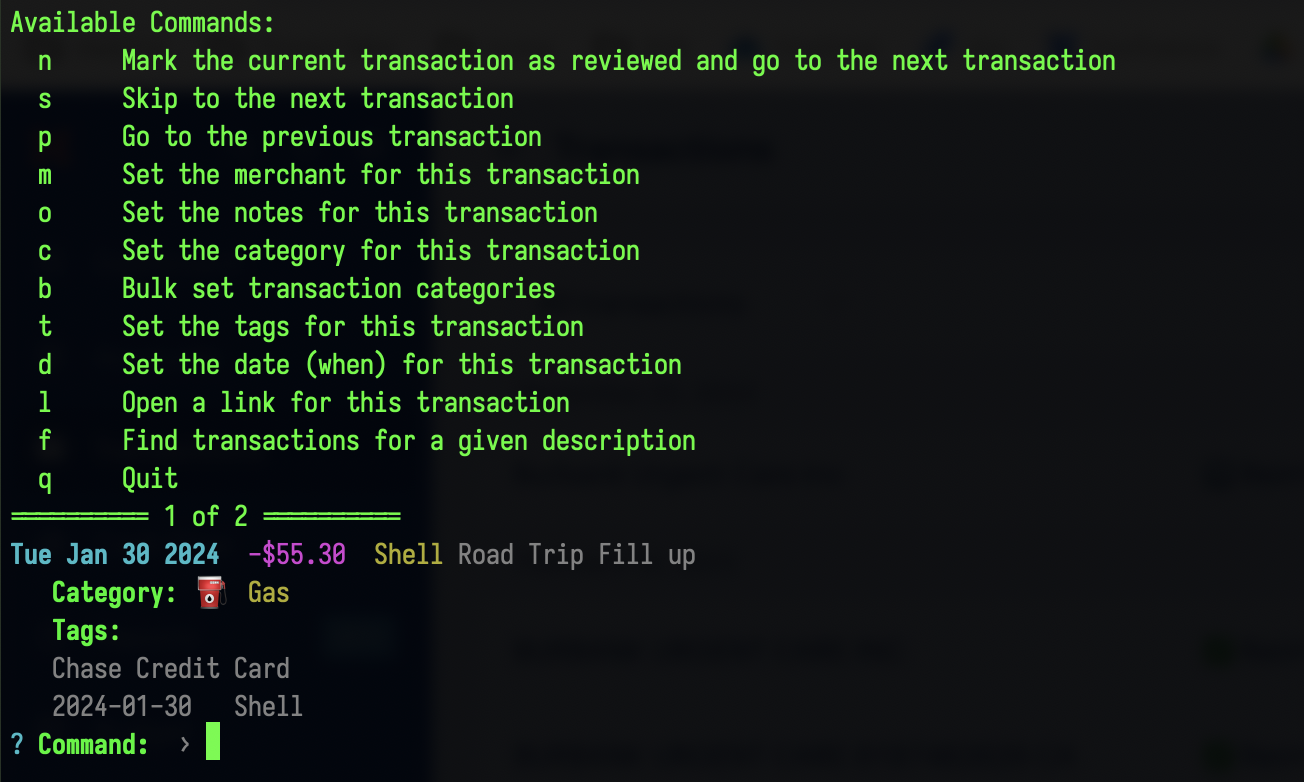 Available Commands:
n Mark the current transaction as reviewed and go to the next transaction
s Skip to the next transaction
p Go to the previous transaction
m Set the merchant for this transaction
o Set the notes for this transaction
c Set the category for this transaction
b Bulk set transaction categories
t Set the tags for this transaction
d Set the date (when) for this transaction
l Open a link for this transaction
f Find transactions for a given description
q Quit
══════════ 1 of 2 ══════════
Tue Jan 30 2024 -$55.30 Shell Road Trip Fill up
Category: ⛽ Gas
Tags:
Chase Credit Card
2024-01-30 Shell
? Command: ›